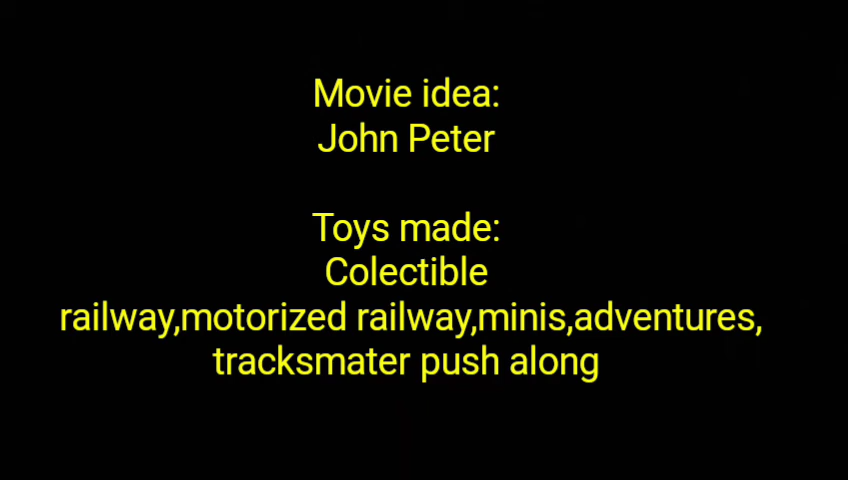 Movie idea:
John Peter
Toys made:
Colectible
railway,motorized railway,minis,adventures,
tracksmater push along